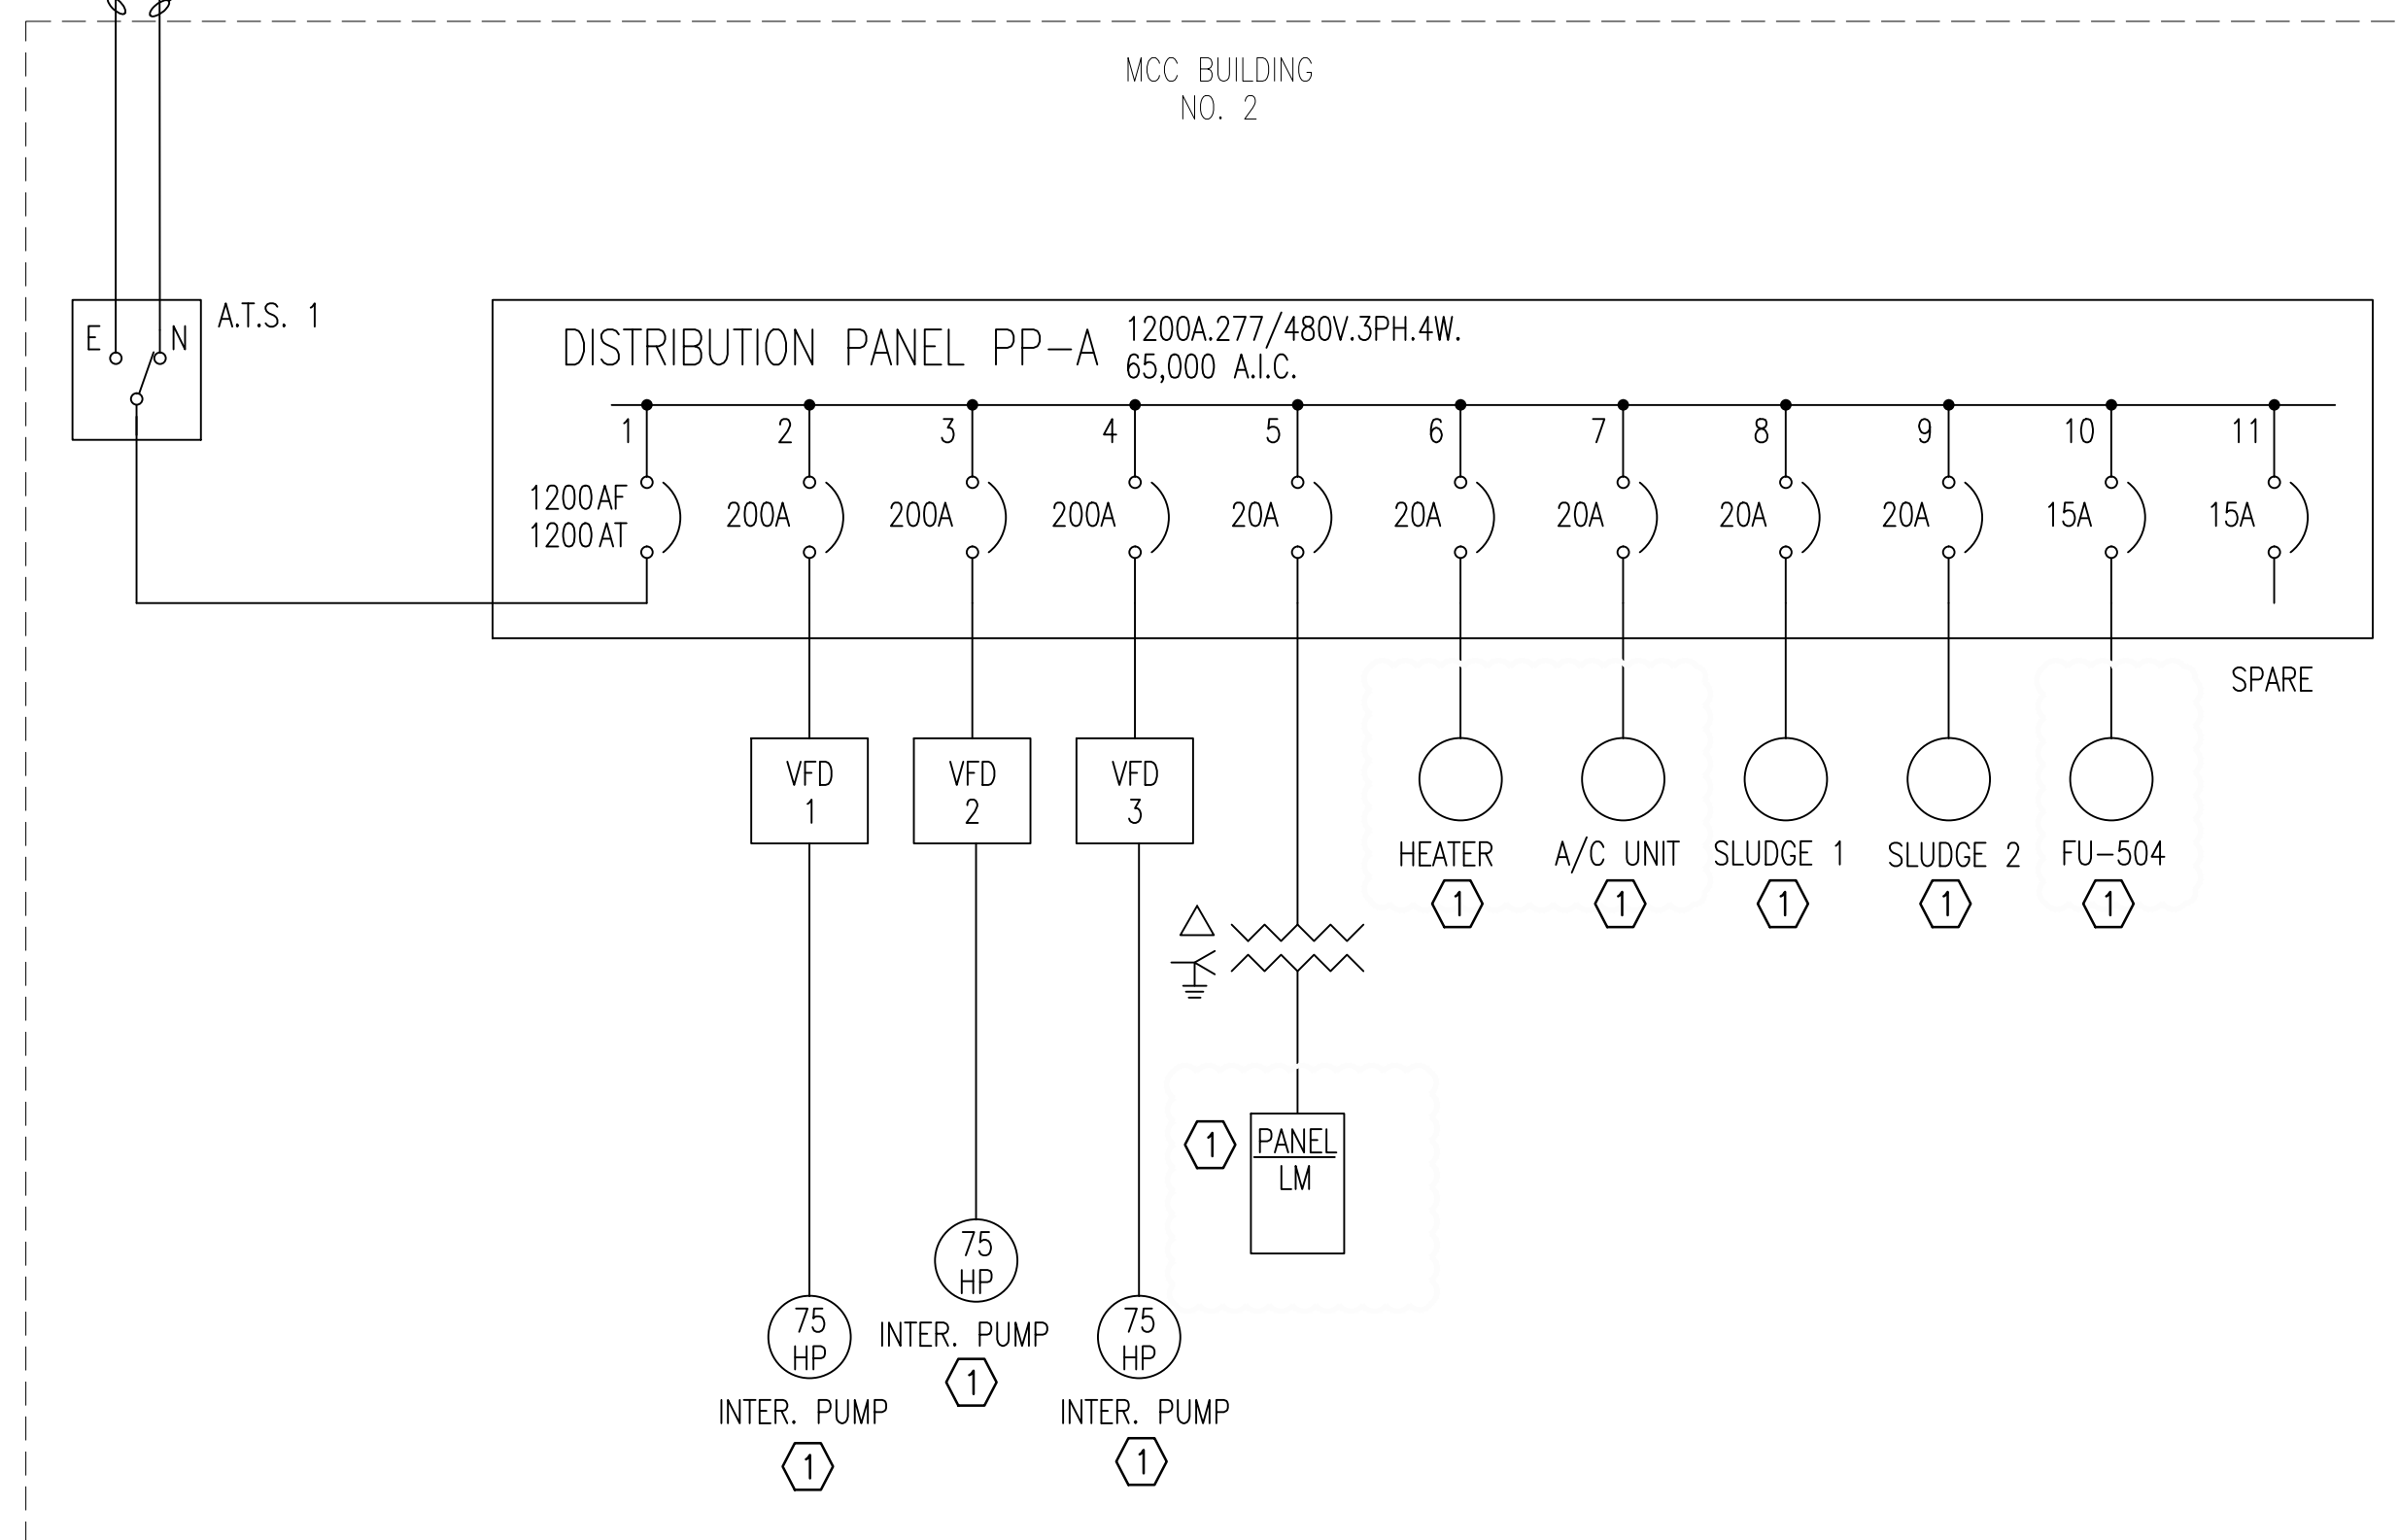 MCC BUILDING
NO. 2
A.T.S. 1
E N
DISTRIBUTION PANEL PP-A
1200A.277/480V.3PH.4W.
65,000 A.I.C.
1 2 3 4 5 6 7 8 9 10 11
1200AF
1200AT
200A 200A 200A 20A 20A 20A 20A 20A 15A 15A
SPARE
VFD
1
VFD
2
VFD
3
HEATER
1
A/C UNIT
1
SLUDGE 1
1
SLUDGE 2
1
FU-504
1
1
PANEL
LM
75
HP
INTER. PUMP
1
75
HP
INTER. PUMP
1
75
HP
INTER. PUMP
1